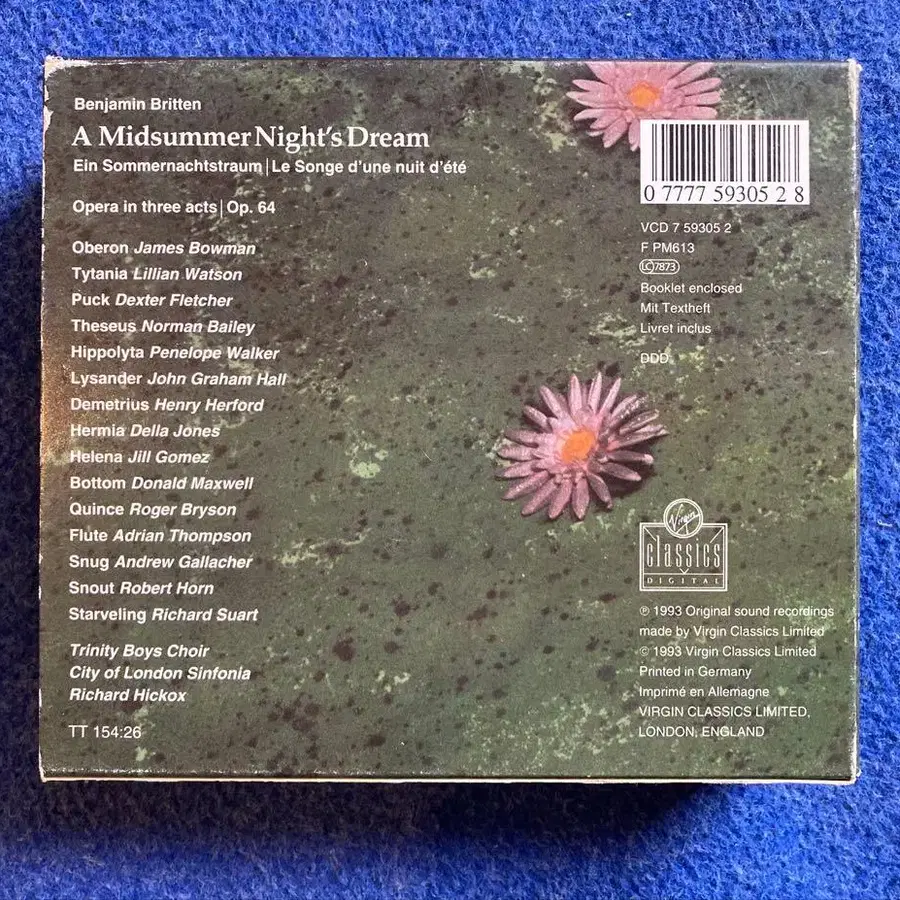 Benjamin Britten
A Midsummer Night's Dream
Ein Sommernachtstraum | Le Songe d'une nuit d'été
Opera in three acts | Op. 64
Oberon James Bowman
Tytania Lillian Watson
Puck Dexter Fletcher
Theseus Norman Bailey
Hippolyta Penelope Walker
Lysander John Graham Hall
Demetrius Henry Herford
Hermia Della Jones
Helena Jill Gomez
Bottom Donald Maxwell
Quince Roger Bryson
Flute Adrian Thompson
Snug Andrew Gallacher
Snout Robert Horn
Starveling Richard Suart
Trinity Boys Choir
City of London Sinfonia
Richard Hickox
TT 154:26
0 7777 59305 2 8
VCD 7 59305 2
F PM613
LC 7873
Booklet enclosed
Mit Textheft
Livret inclus
DDD
Virgin
classics
DIGITAL
℗ 1993 Original sound recordings
made by Virgin Classics Limited
© 1993 Virgin Classics Limited
Printed in Germany
Imprimé en Allemagne
VIRGIN CLASSICS LIMITED,
LONDON, ENGLAND